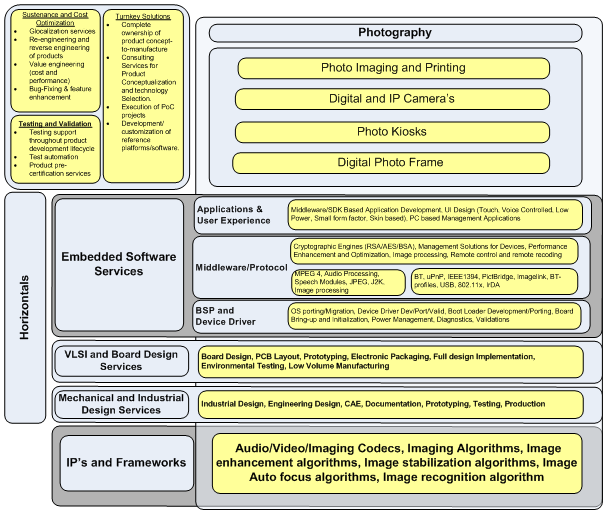 Sustenance and Cost
Optimization
Glocalization services
Re-engineering and
reverse engineering
of products
Value engineering
(cost and
performance)
Bug-Fixing & feature
enhancement
Testing and Validation
Testing support
throughout product
development lifecycle
Test automation
Product pre-
certification services
Turnkey Solutions
Complete
ownership of
product concept-
to-manufacture
Consulting
Services for
Product
Conceptualization
and technology
Selection.
Execution of PoC
projects
Development/
customization of
reference
platforms/software.
Photography
Photo Imaging and Printing
Digital and IP Camera's
Photo Kiosks
Digital Photo Frame
Horizontals
Embedded Software
Services
Applications &
User Experience
Middleware/SDK Based Application Development, UI Design (Touch, Voice Controlled, Low
Power, Small form factor, Skin based), PC based Management Applications
Middleware/Protocol
Cryptographic Engines (RSA/AES/BSA), Management Solutions for Devices, Performance
Enhancement and Optimization, Image processing, Remote control and remote recoding
MPEG 4, Audio Processing,
Speech Modules, JPEG, J2K,
Image processing
BT, uPnP, IEEE1394, PictBridge, Imagelink, BT-
profiles, USB, 802.11x, IrDA
BSP and
Device Driver
OS porting/Migration, Device Driver Dev/Port/Valid, Boot Loader Development/Porting, Board
Bring-up and Initialization, Power Management, Diagnostics, Validations
VLSI and Board Design
Services
Board Design, PCB Layout, Prototyping, Electronic Packaging, Full design Implementation,
Environmental Testing, Low Volume Manufacturing
Mechanical and Industrial
Design Services
Industrial Design, Engineering Design, CAE, Documentation, Prototyping, Testing, Production
IP's and Frameworks
Audio/Video/Imaging Codecs, Imaging Algorithms, Image
enhancement algorithms, Image stabilization algorithms, Image
Auto focus algorithms, Image recognition algorithm